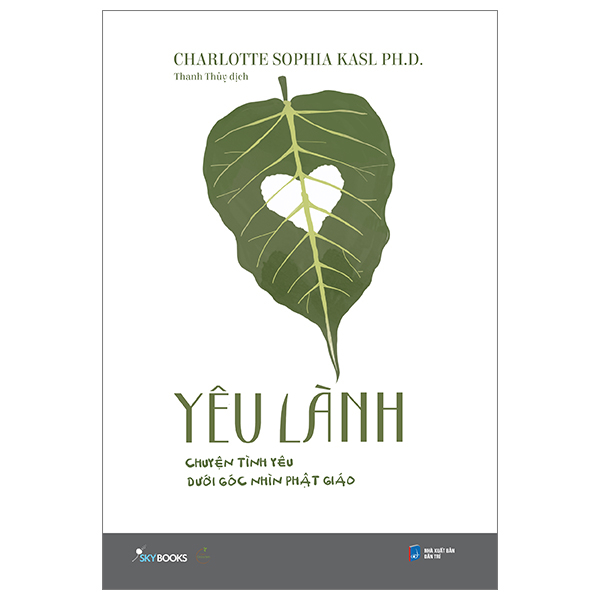 CHARLOTTE SOPHIA KASL PH.D.
Thanh Thủy dịch
YÊU LÀNH
CHUYỆN TÌNH YÊU
DƯỚI GÓC NHÌN PHẬT GIÁO
SKYBOOKS
NHÀ XUẤT BẢN
DÂN TRÍ